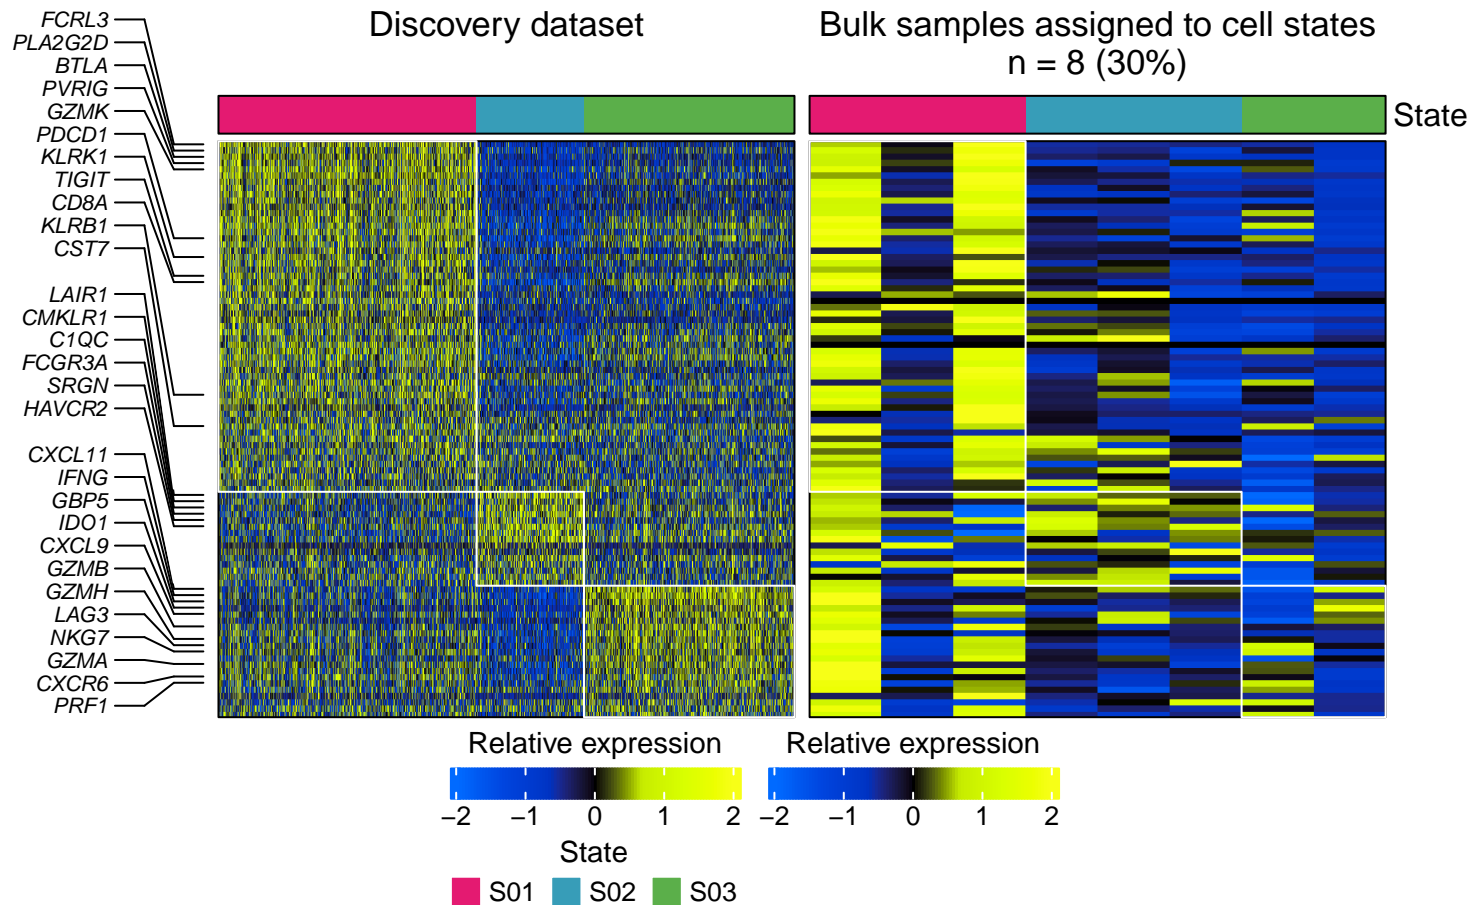 Discovery dataset
Bulk samples assigned to cell states
n = 8 (30%)
State
FCRL3
PLA2G2D
BTLA
PVRIG
GZMK
PDCD1
KLRK1
TIGIT
CD8A
KLRB1
CST7
LAIR1
CMKLR1
C1QC
FCGR3A
SRGN
HAVCR2
CXCL11
IFNG
GBP5
IDO1
CXCL9
GZMB
GZMH
LAG3
NKG7
GZMA
CXCR6
PRF1
Relative expression
−2 −1 0 1 2
Relative expression
−2 −1 0 1 2
State
S01 S02 S03